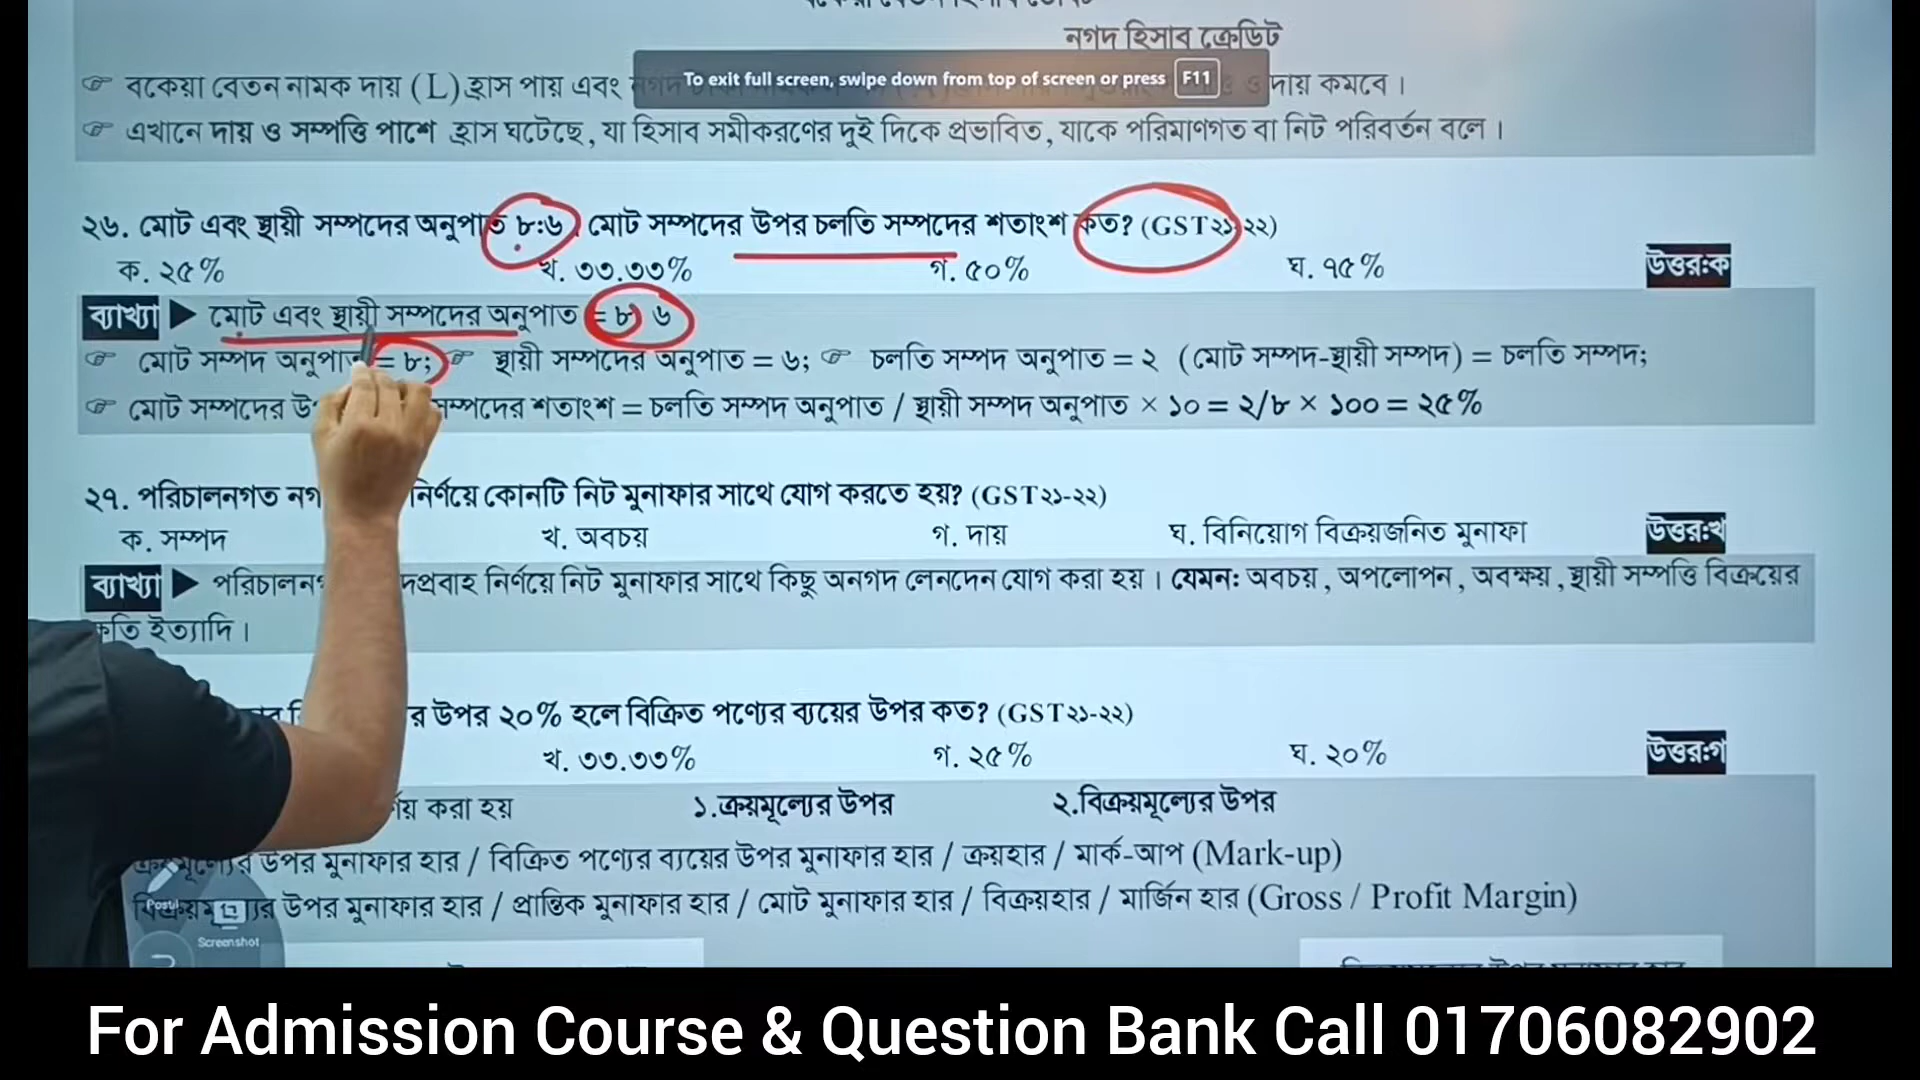 নগদ হিসাব ক্রেডিট
☞ বকেয়া বেতন নামক দায় (L) হ্রাস পায় এবং দায় কমবে।
To exit full screen, swipe down from top of screen or press F11
☞ এখানে দায় ও সম্পত্তি পাশে হ্রাস ঘটেছে, যা হিসাব সমীকরণের দুই দিকে প্রভাবিত, যাকে পরিমাণগত বা নিট পরিবর্তন বলে।
২৬. মোট এবং স্থায়ী সম্পদের অনুপাত ৮:৬ মোট সম্পদের উপর চলতি সম্পদের শতাংশ কত? (GST২১-২২)
ক. ২৫% খ. ৩৩.৩৩% গ. ৫০% ঘ. ৭৫% উত্তর:ক
ব্যাখ্যা ▶ মোট এবং স্থায়ী সম্পদের অনুপাত = ৮ ৬
☞ মোট সম্পদ অনুপাত = ৮; ☞ স্থায়ী সম্পদের অনুপাত = ৬; ☞ চলতি সম্পদ অনুপাত = ২ (মোট সম্পদ-স্থায়ী সম্পদ) = চলতি সম্পদ;
☞ মোট সম্পদের সম্পদের শতাংশ = চলতি সম্পদ অনুপাত / স্থায়ী সম্পদ অনুপাত × ১০ = ২/৮ × ১০০ = ২৫%
২৭. পরিচালনগত নির্ণয়ে কোনটি নিট মুনাফার সাথে যোগ করতে হয়? (GST২১-২২)
ক. সম্পদ খ. অবচয় গ. দায় ঘ. বিনিয়োগ বিক্রয়জনিত মুনাফা উত্তর:খ
ব্যাখ্যা ▶ নির্ণয়ে নিট মুনাফার সাথে কিছু অনগদ লেনদেন যোগ করা হয়। যেমন: অবচয়, অপলোপন, অবক্ষয়, স্থায়ী সম্পত্তি বিক্রয়ের
ক্ষতি ইত্যাদি।
উপর ২০% হলে বিক্রিত পণ্যের ব্যয়ের উপর কত? (GST২১-২২)
খ. ৩৩.৩৩% গ. ২৫% ঘ. ২০% উত্তর:গ
করা হয় ১.ক্রয়মূল্যের উপর ২.বিক্রয়মূল্যের উপর
ক্রয়মূল্যের উপর মুনাফার হার / বিক্রিত পণ্যের ব্যয়ের উপর মুনাফার হার / ক্রয়হার / মার্ক-আপ (Mark-up)
বিক্রয়মূল্যের উপর মুনাফার হার / প্রান্তিক মুনাফার হার / মোট মুনাফার হার / বিক্রয়হার / মার্জিন হার (Gross / Profit Margin)
Screenshot
For Admission Course & Question Bank Call 01706082902